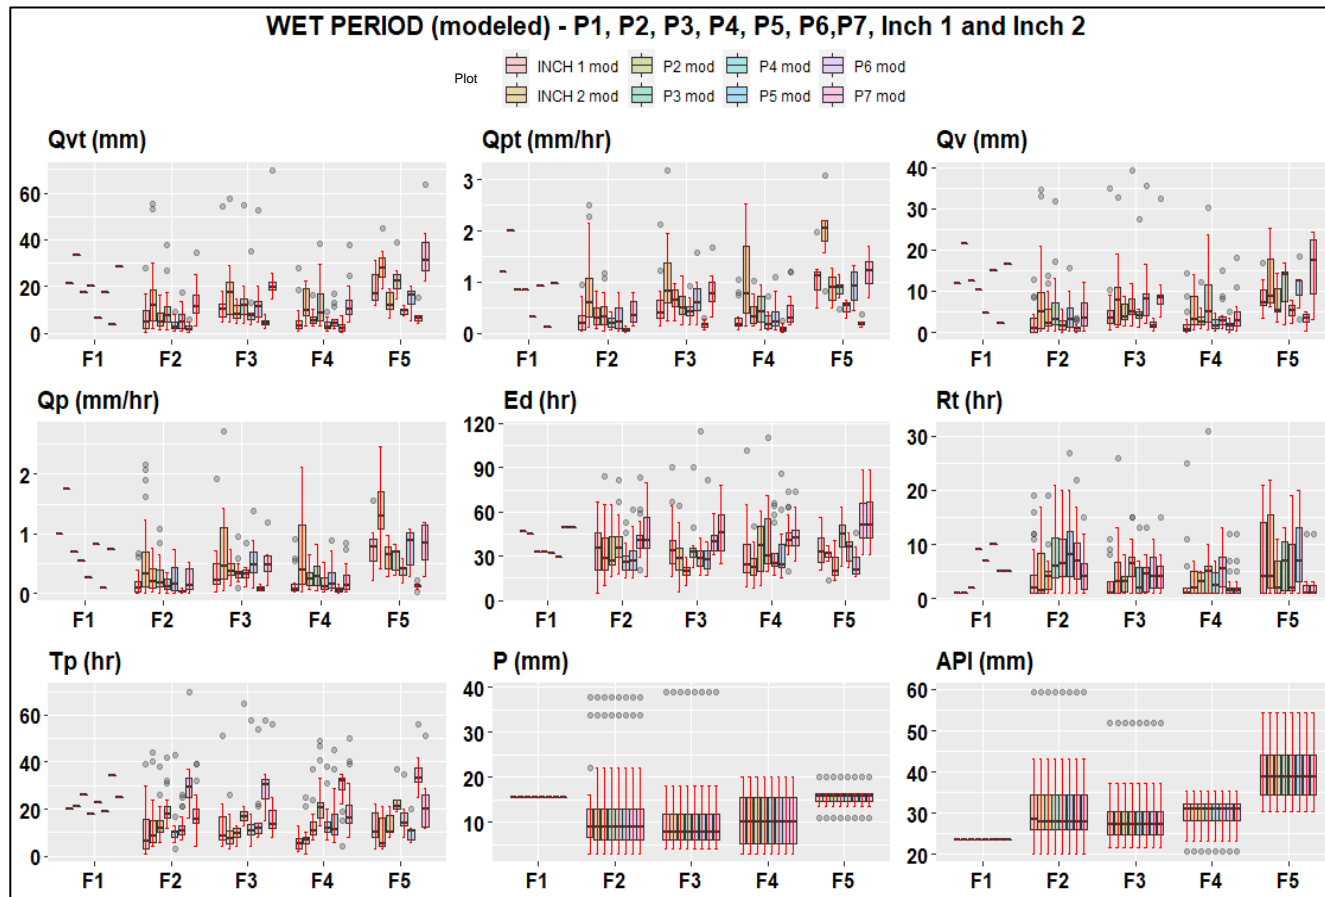 WET PERIOD (modeled) - P1, P2, P3, P4, P5, P6,P7, Inch 1 and Inch 2
Plot
INCH 1 mod P2 mod P4 mod P6 mod
INCH 2 mod P3 mod P5 mod P7 mod
Qvt (mm) Qpt (mm/hr) Qv (mm)
60
40
20
0
F1 F2 F3 F4 F5
3
2
1
0
F1 F2 F3 F4 F5
40
30
20
10
0
F1 F2 F3 F4 F5
Qp (mm/hr) Ed (hr) Rt (hr)
2
1
0
F1 F2 F3 F4 F5
120
90
60
30
0
F1 F2 F3 F4 F5
30
20
10
0
F1 F2 F3 F4 F5
Tp (hr) P (mm) API (mm)
60
40
20
0
F1 F2 F3 F4 F5
40
30
20
10
F1 F2 F3 F4 F5
60
50
40
30
20
F1 F2 F3 F4 F5